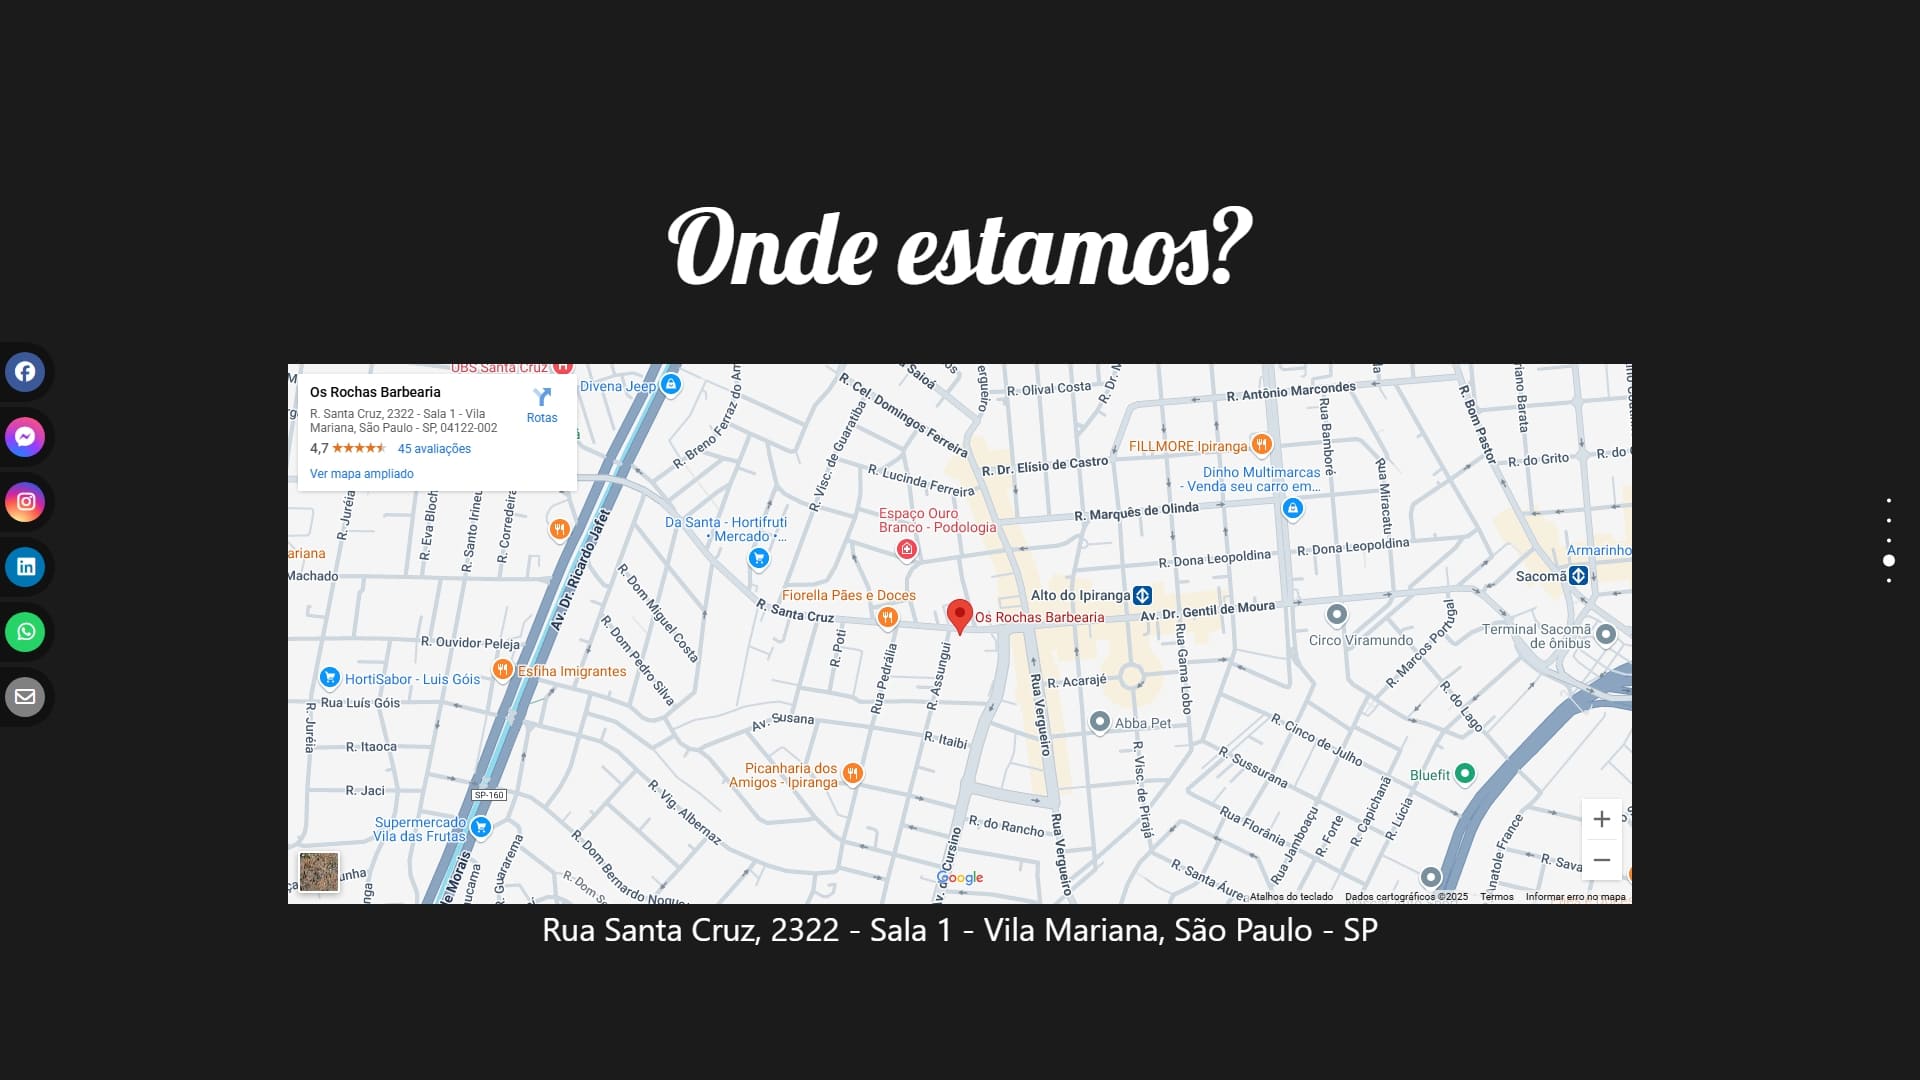 Onde estamos?
Os Rochas Barbearia
R. Santa Cruz, 2322 - Sala 1 - Vila
Mariana, São Paulo - SP, 04122-002
4,7
45 avaliações
Ver mapa ampliado
Rotas
UBS Santa Cruz
Divena Jeep
R. Breno Ferraz do Am
R. Cel. Domingos Ferreira
R. Visc. de Guaratiba
R. Lucinda Ferreira
R. Olival Costa
R. Antônio Marcondes
R. Bom Pastor
R. do Grito
R. do
R. Bamboré
R. Miracatu
FILLMORE Ipiranga
R. Dr. Elísio de Castro
Dinho Multimarcas
- Venda seu carro em...
R. Marquês de Olinda
Espaço Ouro
Branco - Podologia
Da Santa - Hortifruti
• Mercado •...
R. Juréia
R. Eva Bloch
R. Santo Irineu
R. Corredeira
Av. Dr. Ricardo Jafet
R. Dona Leopoldina
R. Dona Leopoldina
Armarinho
Sacomã
ariana
Machado
R. Dom Miguel Costa
Fiorella Pães e Doces
R. Santa Cruz
Os Rochas Barbearia
Alto do Ipiranga
Av. Dr. Gentil de Moura
Circo Viramundo
Terminal Sacomã
de ônibus
R. Marcos Portugal
R. Ouvidor Peleja
R. Dom Pedro Silva
R. Poti
Rua Pedrália
R. Assungui
Rua Vergueiro
R. Acarajé
Rua Gama Lobo
HortiSabor - Luis Góis
Esfiha Imigrantes
Rua Luís Góis
R. Juréia
Av. Susana
R. Itaibi
Abba Pet
R. do Lago
R. Cinco de Julho
R. Itaoca
R. Sussurana
R. Visc. de Pirajá
Picanharia dos
Amigos - Ipiranga
Bluefit
R. Jaci
SP-160
R. Vig. Albernaz
R. Capichanã
R. Lúcia
Supermercado
Vila das Frutas
R. do Rancho
Rua Vergueiro
Rua Florânia
Rua Jamboaçu
R. Forte
R. Guararema
R. Dom Bernardo Nogue
R. Santa Áure
R. Sava
Google
Atalhos do teclado
Dados cartográficos ©2025
Termos
Informar erro no mapa
Rua Santa Cruz, 2322 - Sala 1 - Vila Mariana, São Paulo - SP